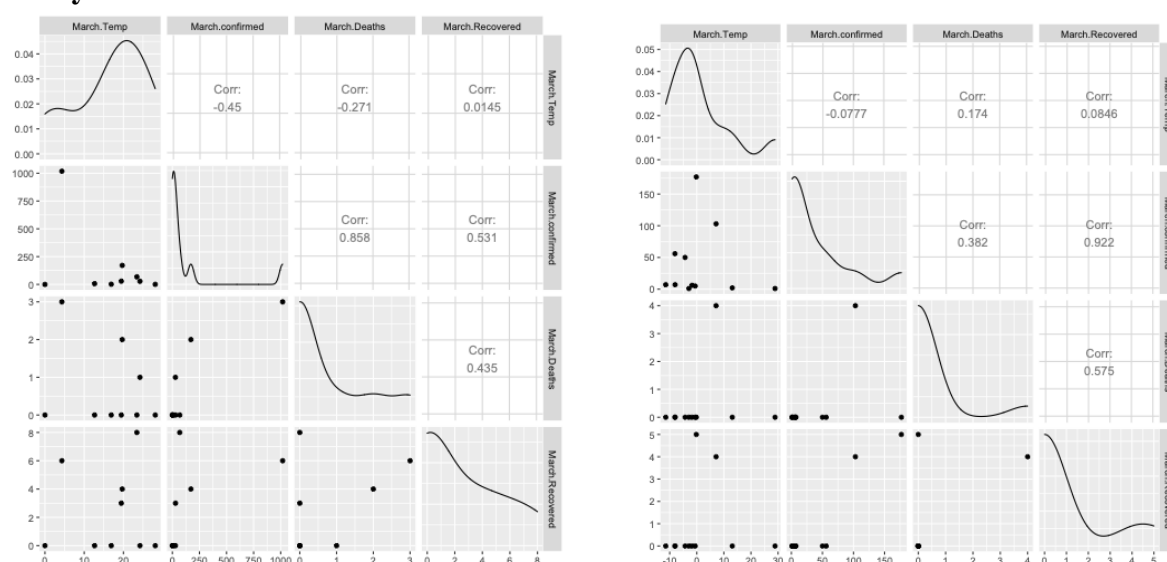 March.Temp March.confirmed March.Deaths March.Recovered
0.04
0.03
0.02
0.01
0.00
Corr:
-0.45
Corr:
-0.271
Corr:
0.0145
March.Temp
1000
750
500
250
0
Corr:
0.858
Corr:
0.531
March.confirmed
3
2
1
0
Corr:
0.435
March.Deaths
8
6
4
2
0
March.Recovered
0 10 20
0 250 500 750 1000
0 1 2 3
0 2 4 6 8
March.Temp March.confirmed March.Deaths March.Recovered
0.05
0.04
0.03
0.02
0.01
0.00
Corr:
-0.0777
Corr:
0.174
Corr:
0.0846
150
100
50
0
Corr:
0.382
Corr:
0.922
4
3
2
1
0
Corr:
0.575
5
4
3
2
1
0
-10 0 10 20 30
0 50 100 150
0 1 2 3 4
0 1 2 3 4 5